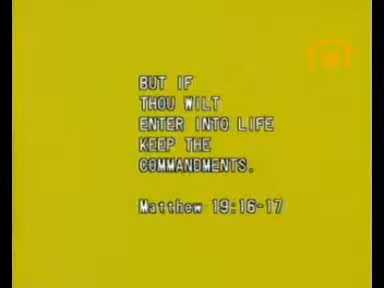 BUT IF
THOU WILT
ENTER INTO LIFE
KEEP THE
COMMANDMENTS.
Matthew 19:16-17